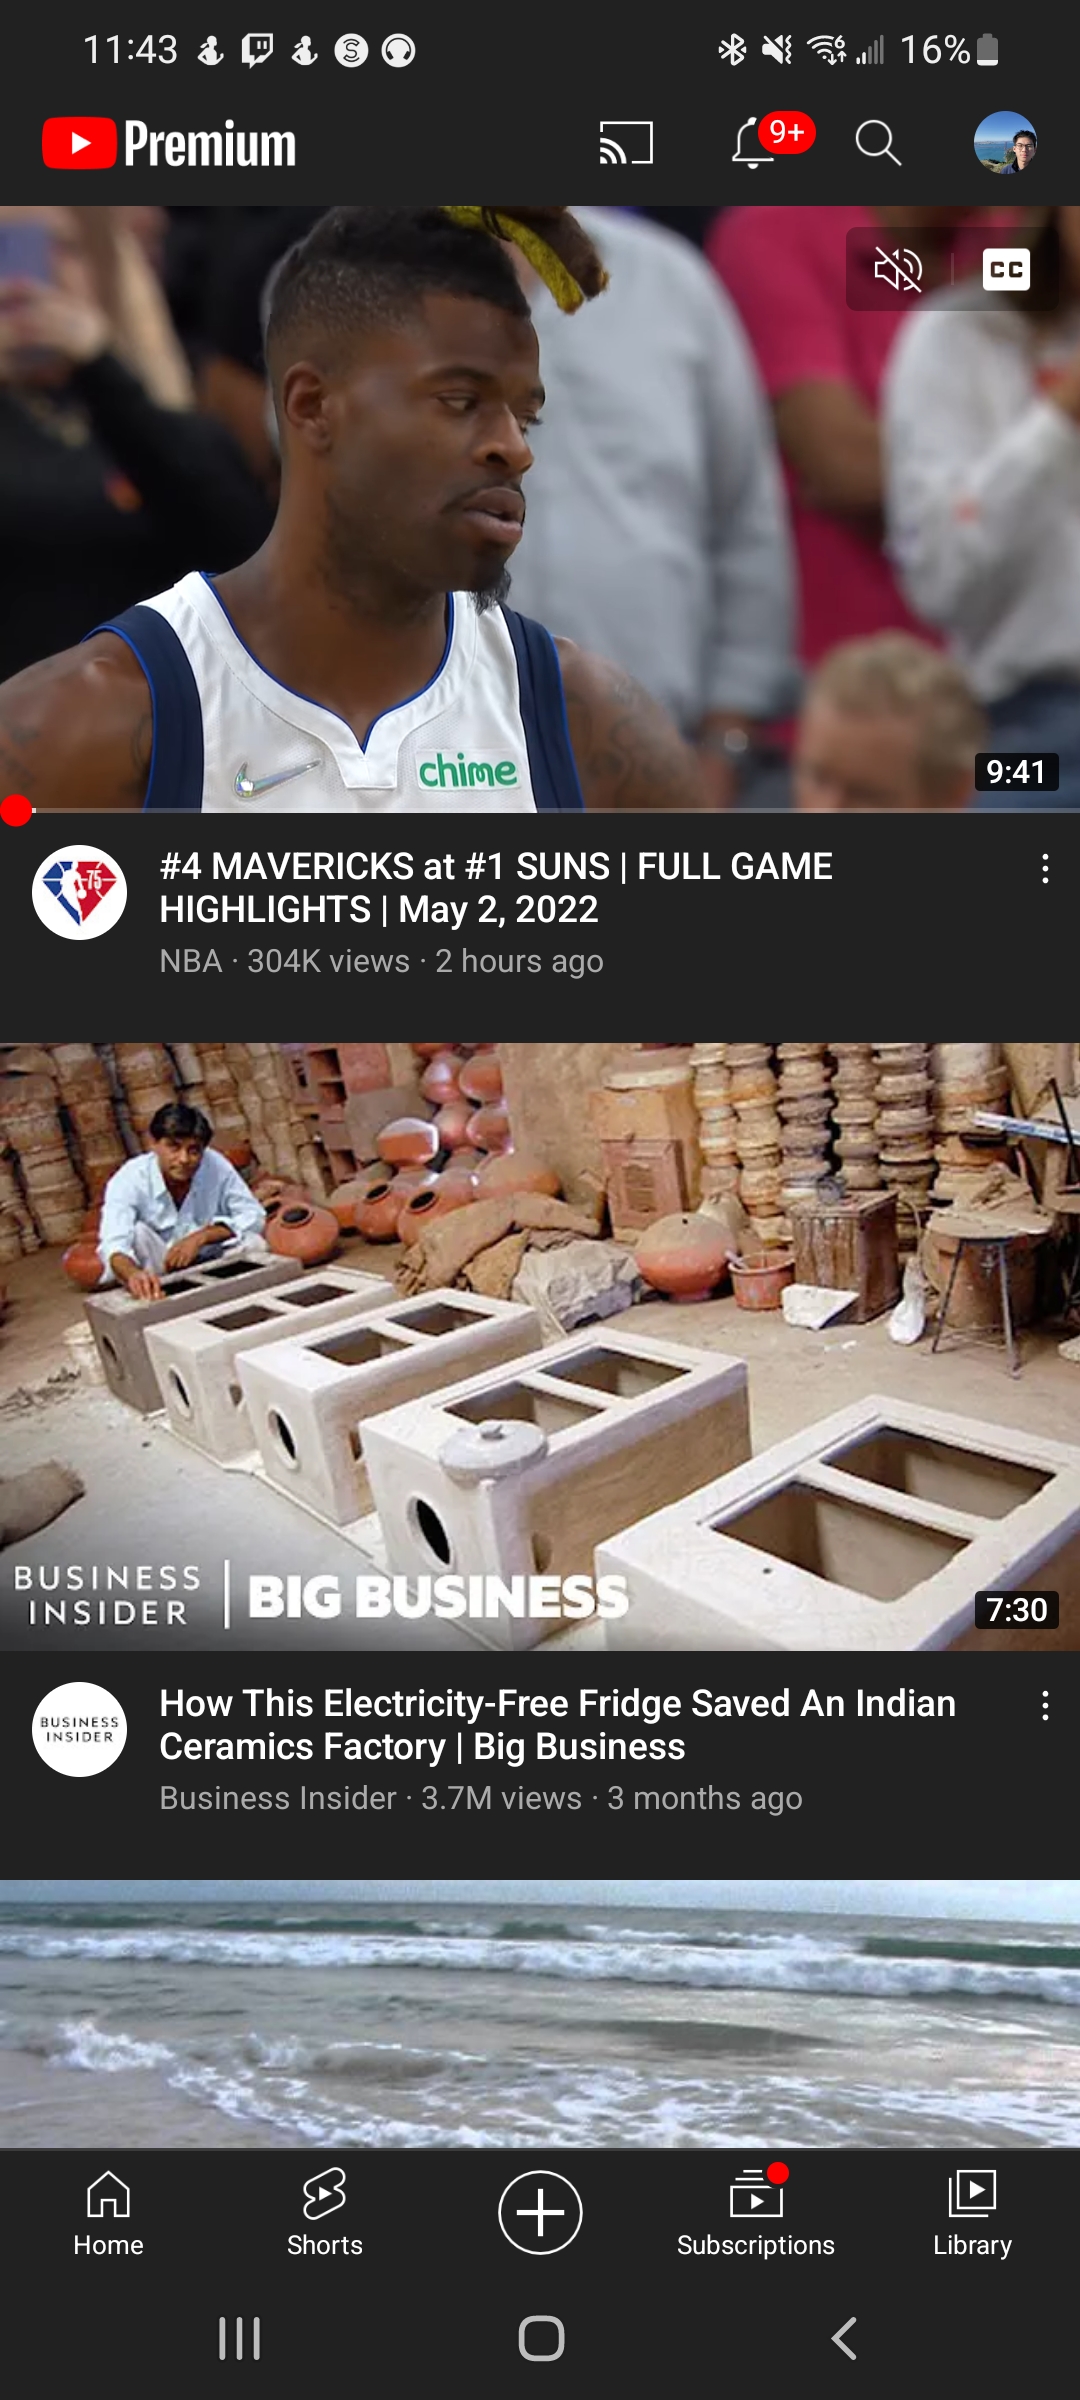 11:43
16%
Premium
9+
CC
chime
9:41
75
#4 MAVERICKS at #1 SUNS | FULL GAME
HIGHLIGHTS | May 2, 2022
NBA · 304K views · 2 hours ago
BUSINESS
INSIDER
BIG BUSINESS
7:30
BUSINESS
INSIDER
How This Electricity-Free Fridge Saved An Indian
Ceramics Factory | Big Business
Business Insider · 3.7M views · 3 months ago
Home
Shorts
Subscriptions
Library